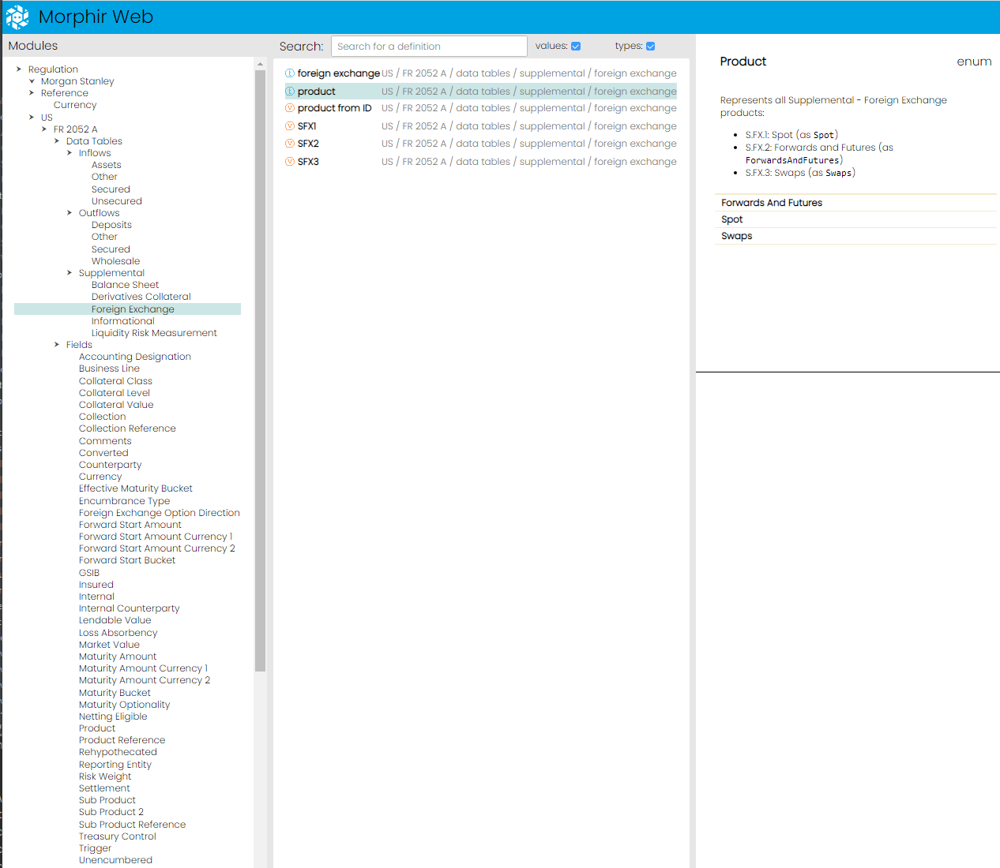 Morphir Web
Modules
Regulation
Morgan Stanley
Reference
Currency
US
FR 2052 A
Data Tables
Inflows
Assets
Other
Secured
Unsecured
Outflows
Deposits
Other
Secured
Wholesale
Supplemental
Balance Sheet
Derivatives Collateral
Foreign Exchange
Informational
Liquidity Risk Measurement
Fields
Accounting Designation
Business Line
Collateral Class
Collateral Level
Collateral Value
Collection
Collection Reference
Comments
Converted
Counterparty
Currency
Effective Maturity Bucket
Encumbrance Type
Foreign Exchange Option Direction
Forward Start Amount
Forward Start Amount Currency 1
Forward Start Amount Currency 2
Forward Start Bucket
GSIB
Insured
Internal
Internal Counterparty
Lendable Value
Loss Absorbency
Market Value
Maturity Amount
Maturity Amount Currency 1
Maturity Amount Currency 2
Maturity Bucket
Maturity Optionality
Netting Eligible
Product
Product Reference
Rehypothecated
Reporting Entity
Risk Weight
Settlement
Sub Product
Sub Product 2
Sub Product Reference
Treasury Control
Trigger
Unencumbered
Search: Search for a definition values: types:
t foreign exchange US / FR 2052 A / data tables / supplemental / foreign exchange
t product US / FR 2052 A / data tables / supplemental / foreign exchange
v product from ID US / FR 2052 A / data tables / supplemental / foreign exchange
v SFX1 US / FR 2052 A / data tables / supplemental / foreign exchange
v SFX2 US / FR 2052 A / data tables / supplemental / foreign exchange
v SFX3 US / FR 2052 A / data tables / supplemental / foreign exchange
Product enum
Represents all Supplemental - Foreign Exchange
products:
• S.FX.1: Spot (as Spot)
• S.FX.2: Forwards and Futures (as
ForwardsAndFutures)
• S.FX.3: Swaps (as Swaps)
Forwards And Futures
Spot
Swaps